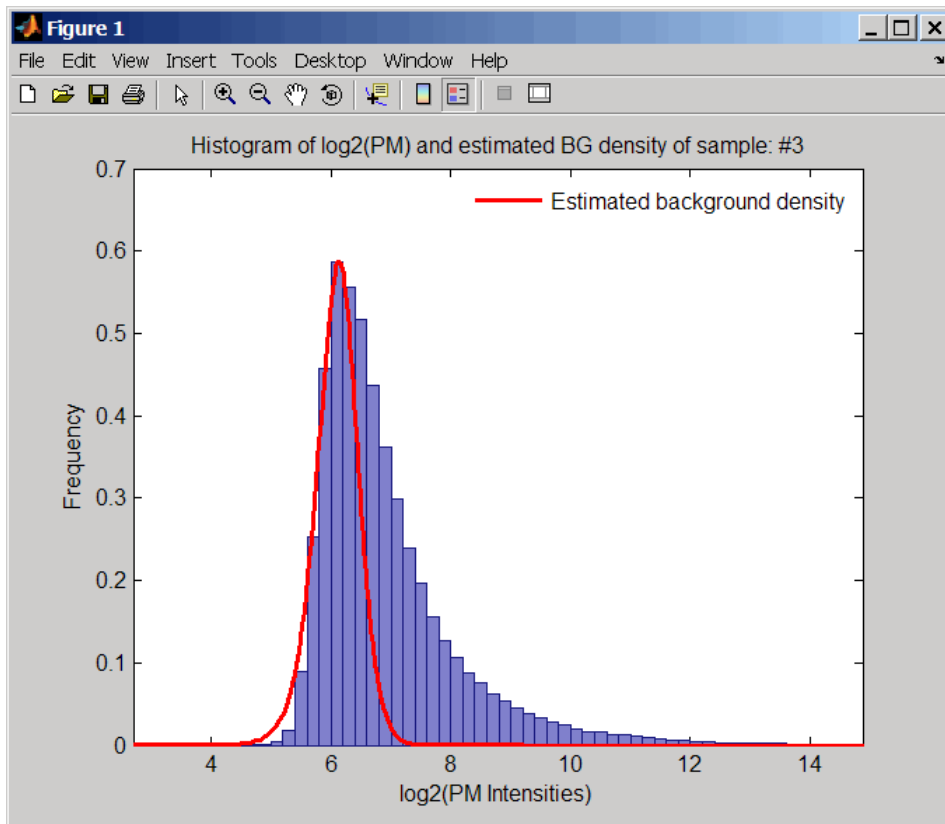 Figure 1
File Edit View Insert Tools Desktop Window Help
Histogram of log2(PM) and estimated BG density of sample: #3
0.7
Estimated background density
0.6
0.5
0.4
0.3
0.2
0.1
0
Frequency
4 6 8 10 12 14
log2(PM Intensities)